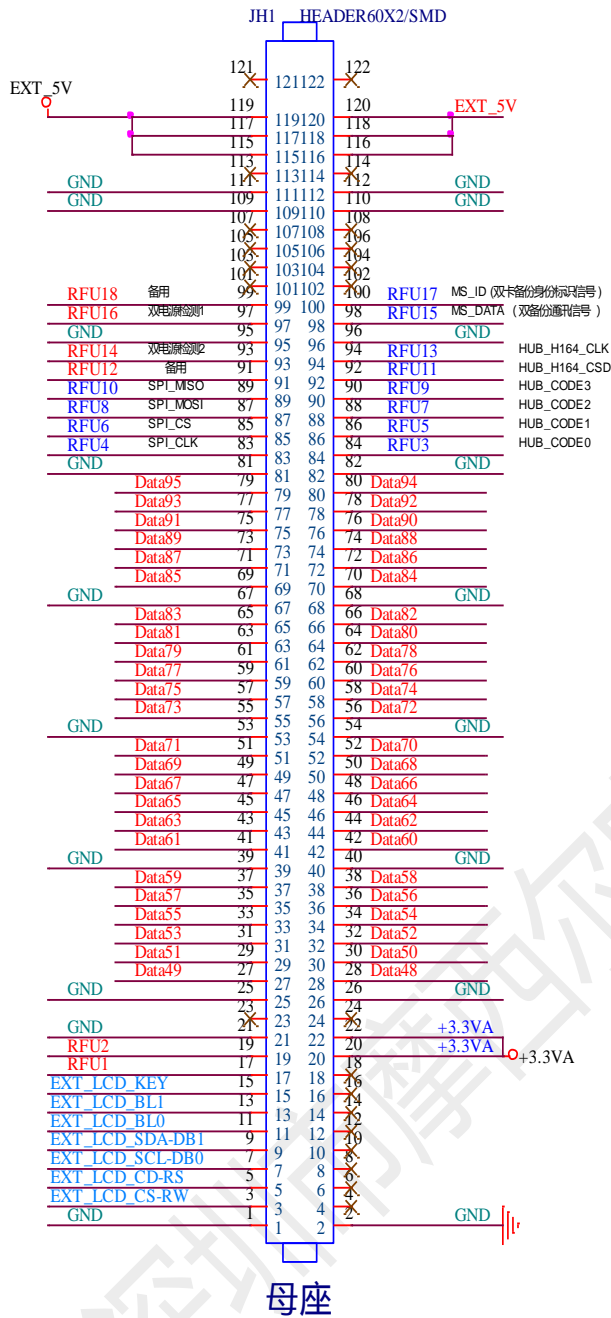 JH1 HEADER60X2/SMD
121 121122 122
EXT_5V
119 119120 120 EXT_5V
117 117118 118
115 115116 116
113 113114 114
GND 111 111112 112 GND
GND 109 109110 110 GND
107 107108 108
105 105106 106
103 103104 104
101 101102 102
RFU18 备用 99 99 100 100 RFU17 MS_ID (双卡备份身份标识信号)
RFU16 双电源检测1 97 97 98 98 RFU15 MS_DATA (双备份通讯信号)
GND 95 95 96 96 GND
RFU14 双电源检测2 93 93 94 94 RFU13 HUB_H164_CLK
RFU12 备用 91 91 92 92 RFU11 HUB_H164_CSD
RFU10 SPI_MISO 89 89 90 90 RFU9 HUB_CODE3
RFU8 SPI_MOSI 87 87 88 88 RFU7 HUB_CODE2
RFU6 SPI_CS 85 85 86 86 RFU5 HUB_CODE1
RFU4 SPI_CLK 83 83 84 84 RFU3 HUB_CODE0
GND 81 81 82 82 GND
Data95 79 79 80 80 Data94
Data93 77 77 78 78 Data92
Data91 75 75 76 76 Data90
Data89 73 73 74 74 Data88
Data87 71 71 72 72 Data86
Data85 69 69 70 70 Data84
GND 67 67 68 68 GND
Data83 65 65 66 66 Data82
Data81 63 63 64 64 Data80
Data79 61 61 62 62 Data78
Data77 59 59 60 60 Data76
Data75 57 57 58 58 Data74
Data73 55 55 56 56 Data72
GND 53 53 54 54 GND
Data71 51 51 52 52 Data70
Data69 49 49 50 50 Data68
Data67 47 47 48 48 Data66
Data65 45 45 46 46 Data64
Data63 43 43 44 44 Data62
Data61 41 41 42 42 Data60
GND 39 39 40 40 GND
Data59 37 37 38 38 Data58
Data57 35 35 36 36 Data56
Data55 33 33 34 34 Data54
Data53 31 31 32 32 Data52
Data51 29 29 30 30 Data50
Data49 27 27 28 28 Data48
GND 25 25 26 26 GND
23 23 24 24
GND 21 21 22 22 +3.3VA
RFU2 19 19 20 20 +3.3VA
+3.3VA
RFU1 17 17 18 18
EXT_LCD_KEY 15 15 16 16
EXT_LCD_BL1 13 13 14 14
EXT_LCD_BL0 11 11 12 12
EXT_LCD_SDA-DB1 9 9 10 10
EXT_LCD_SCL-DB0 7 7 8 8
EXT_LCD_CD-RS 5 5 6 6
EXT_LCD_CS-RW 3 3 4 4
GND 1 1 2 2 GND
母座
深圳市摩西尔